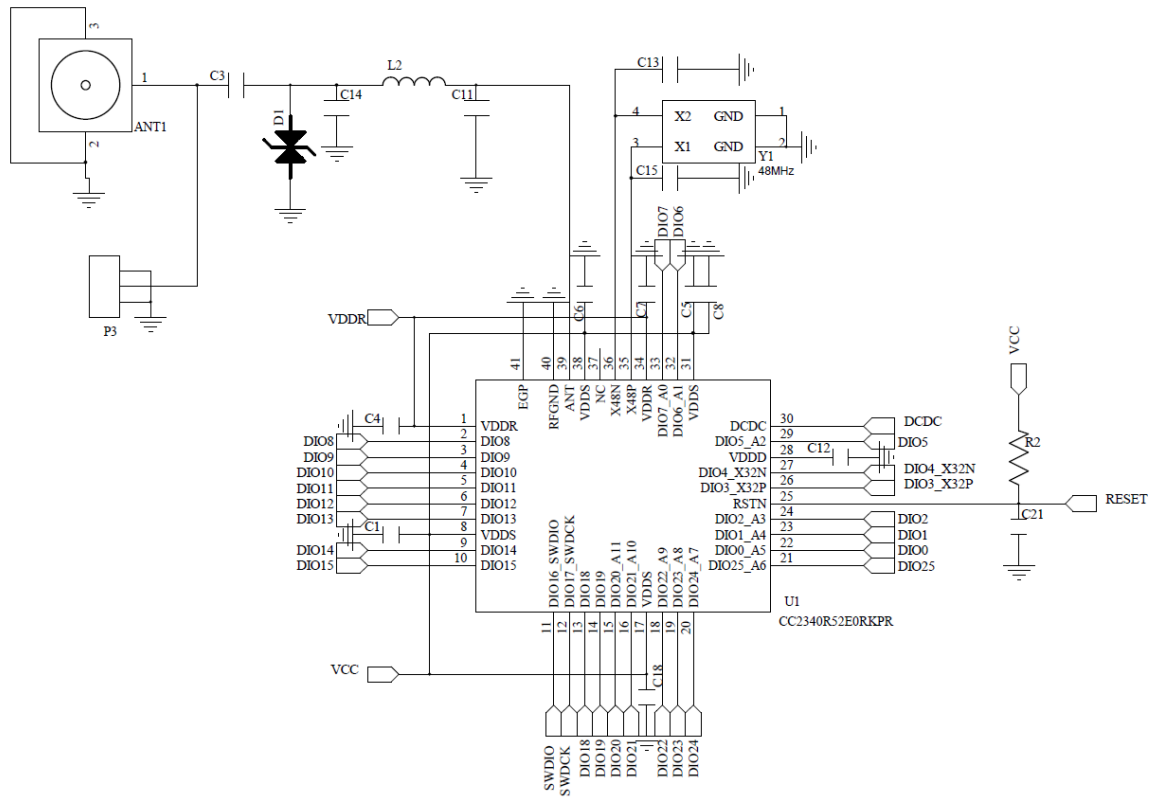 3
1
ANT1
2
C3
D1
C14
L2
C11
P3
C13
4
X2
GND
1
3
X1
GND
2
C15
Y1
48MHz
DIO7
DIO6
C6
C7
C5
C8
VDDR
41
40
39
38
37
36
35
34
33
32
31
EGP
RFGND
ANT
VDDS
NC
X48N
X48P
VDDR
DIO7_A0
DIO6_A1
VDDS
C4
1
VDDR
DIO8
2
DIO8
DIO9
3
DIO9
DIO10
4
DIO10
DIO11
5
DIO11
DIO12
6
DIO12
DIO13
7
DIO13
C1
8
VDDS
DIO14
9
DIO14
DIO15
10
DIO15
DCDC
30
DCDC
DIO5_A2
29
DIO5
VDDD
28
C12
DIO4_X32N
27
DIO4_X32N
DIO3_X32P
26
DIO3_X32P
RSTN
25
RESET
DIO2_A3
24
DIO2
DIO1_A4
23
DIO1
DIO0_A5
22
DIO0
DIO25_A6
21
DIO25
VCC
R2
C21
DIO16_SWDIO
DIO17_SWDCK
DIO18
DIO19
DIO20_A11
DIO21_A10
VDDS
DIO22_A9
DIO23_A8
DIO24_A7
U1
CC2340R52E0RKPR
11
12
13
14
15
16
17
18
19
20
VCC
C18
SWDIO
SWDCK
DIO18
DIO19
DIO20
DIO21
DIO22
DIO23
DIO24